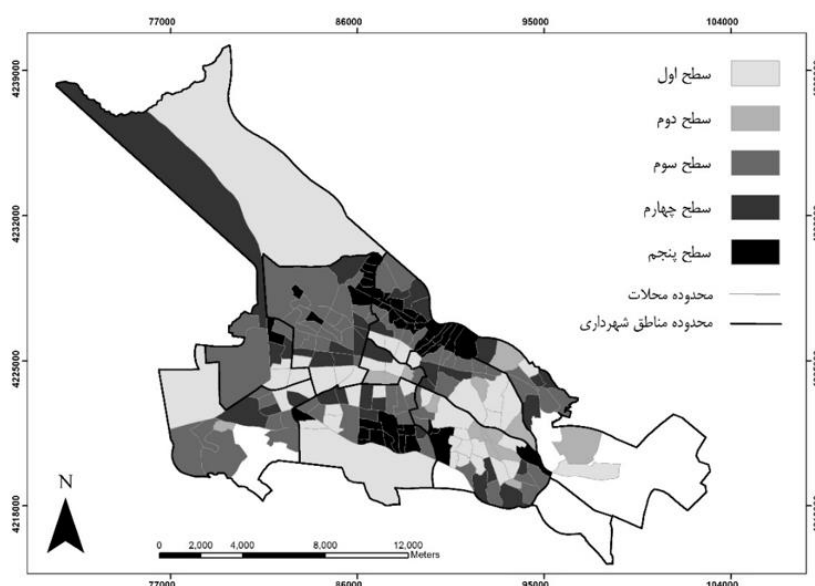 77000 86000 95000 104000
4239000
4232000
4225000
4218000
سطح اول
سطح دوم
سطح سوم
سطح چهارم
سطح پنجم
محدوده محلات
محدوده مناطق شهرداری
N
0 2,000 4,000 8,000 12,000
Meters
77000 86000 95000 104000